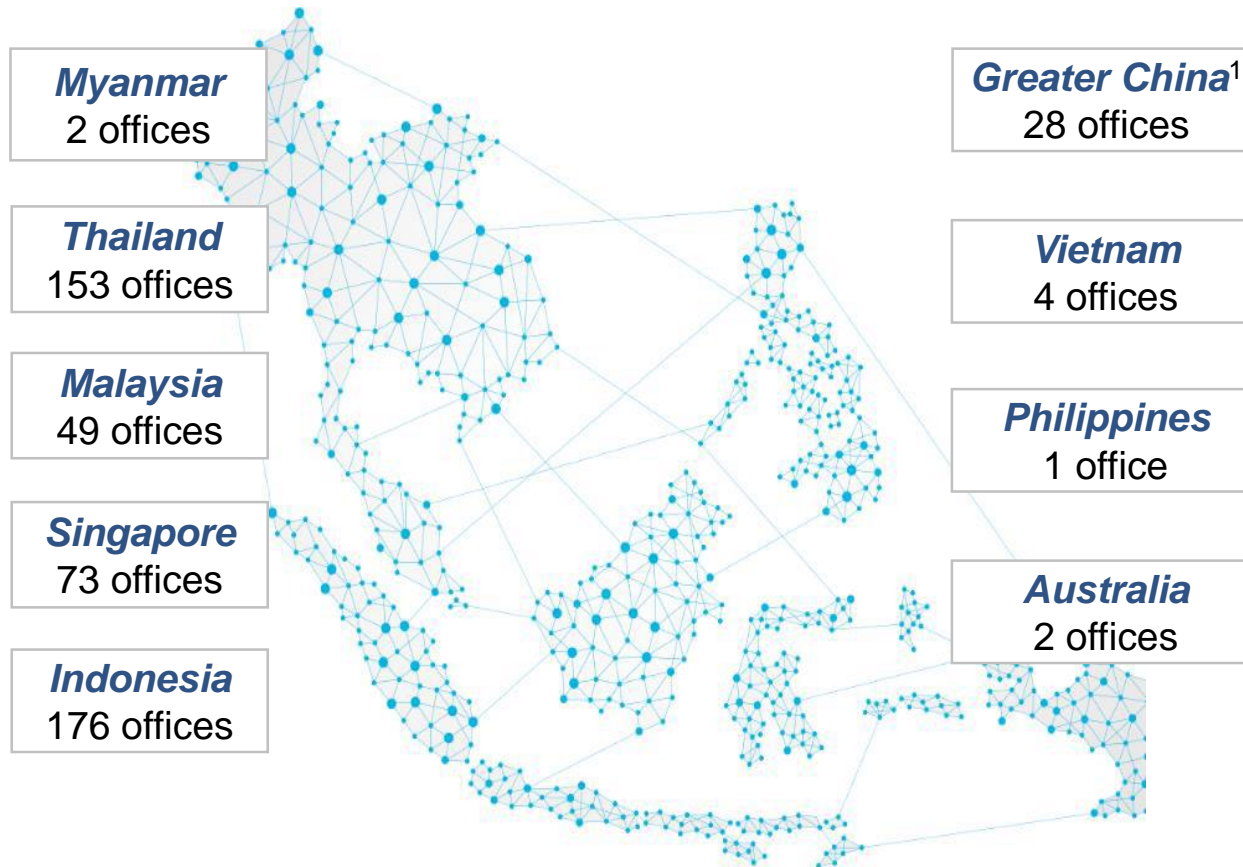 Myanmar
2 offices
Thailand
153 offices
Malaysia
49 offices
Singapore
73 offices
Indonesia
176 offices
Greater China¹
28 offices
Vietnam
4 offices
Philippines
1 office
Australia
2 offices